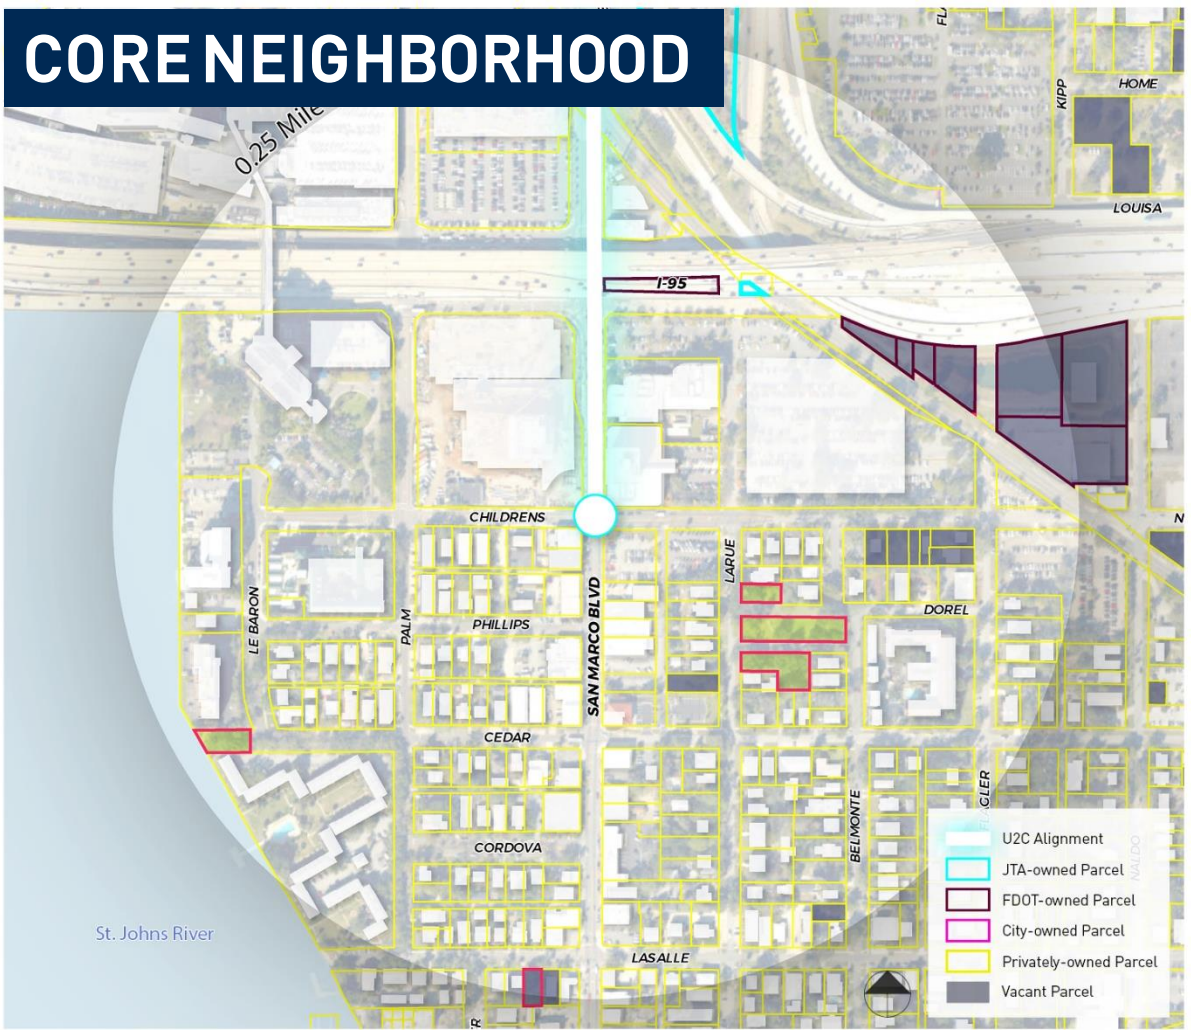 CORE NEIGHBORHOOD
0.25 Mile
KIPP
HOME
LOUISA
I-95
CHILDRENS
LARUE
LE BARON
PALM
PHILLIPS
SAN MARCO BLVD
DOREL
CEDAR
BELMONTE
CORDOVA
LASALLE
St. Johns River
U2C Alignment
JTA-owned Parcel
FDOT-owned Parcel
City-owned Parcel
Privately-owned Parcel
Vacant Parcel